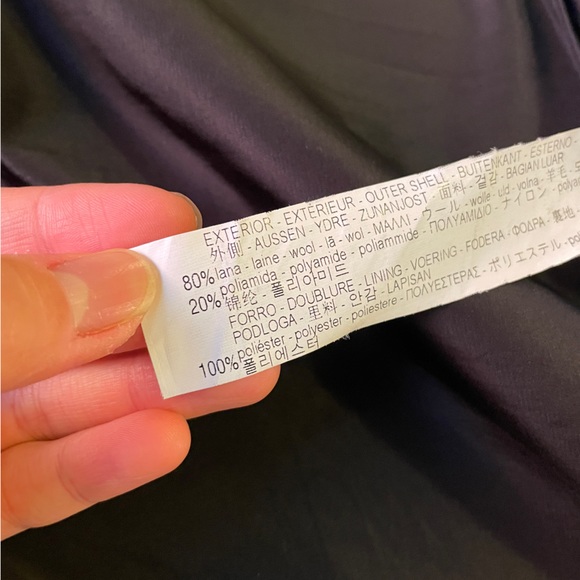 EXTERIOR - EXTÉRIEUR - OUTER SHELL - BUITENKANT - ESTERNO -
外側 - AUSSEN - YDRE - ZUNANJOST - 面料 - 겉감 - BAGIAN LUAR
80% lana - laine - wool - lã - wol - ΜΑΛΛΙ - ウール - wolle - uld - volna - 羊毛 -
20% poliamida - polyamide - poliammide - ΠΟΛΥΑΜΙΔΙΟ - ナイロン -
锦纶 - 폴리아미드
FORRO - DOUBLURE - LINING - VOERING - FODERA - ΦΟΔΡΑ - 裏地
PODLOGA - 里料 - 안감 - LAPISAN
100% poliéster - polyester - poliestere - ΠΟΛΥΕΣΤΕΡΑΣ - ポリエステル -
폴리에스터